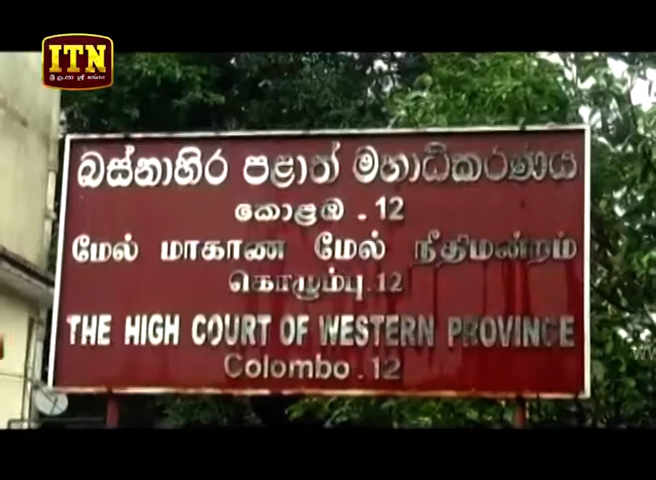 ITN
බස්නාහිර පළාත් මහාධිකරණය
කොළඹ . 12
மேல் மாகாண மேல் நீதிமன்றம்
கொழும்பு.12
THE HIGH COURT OF WESTERN PROVINCE
Colombo .12